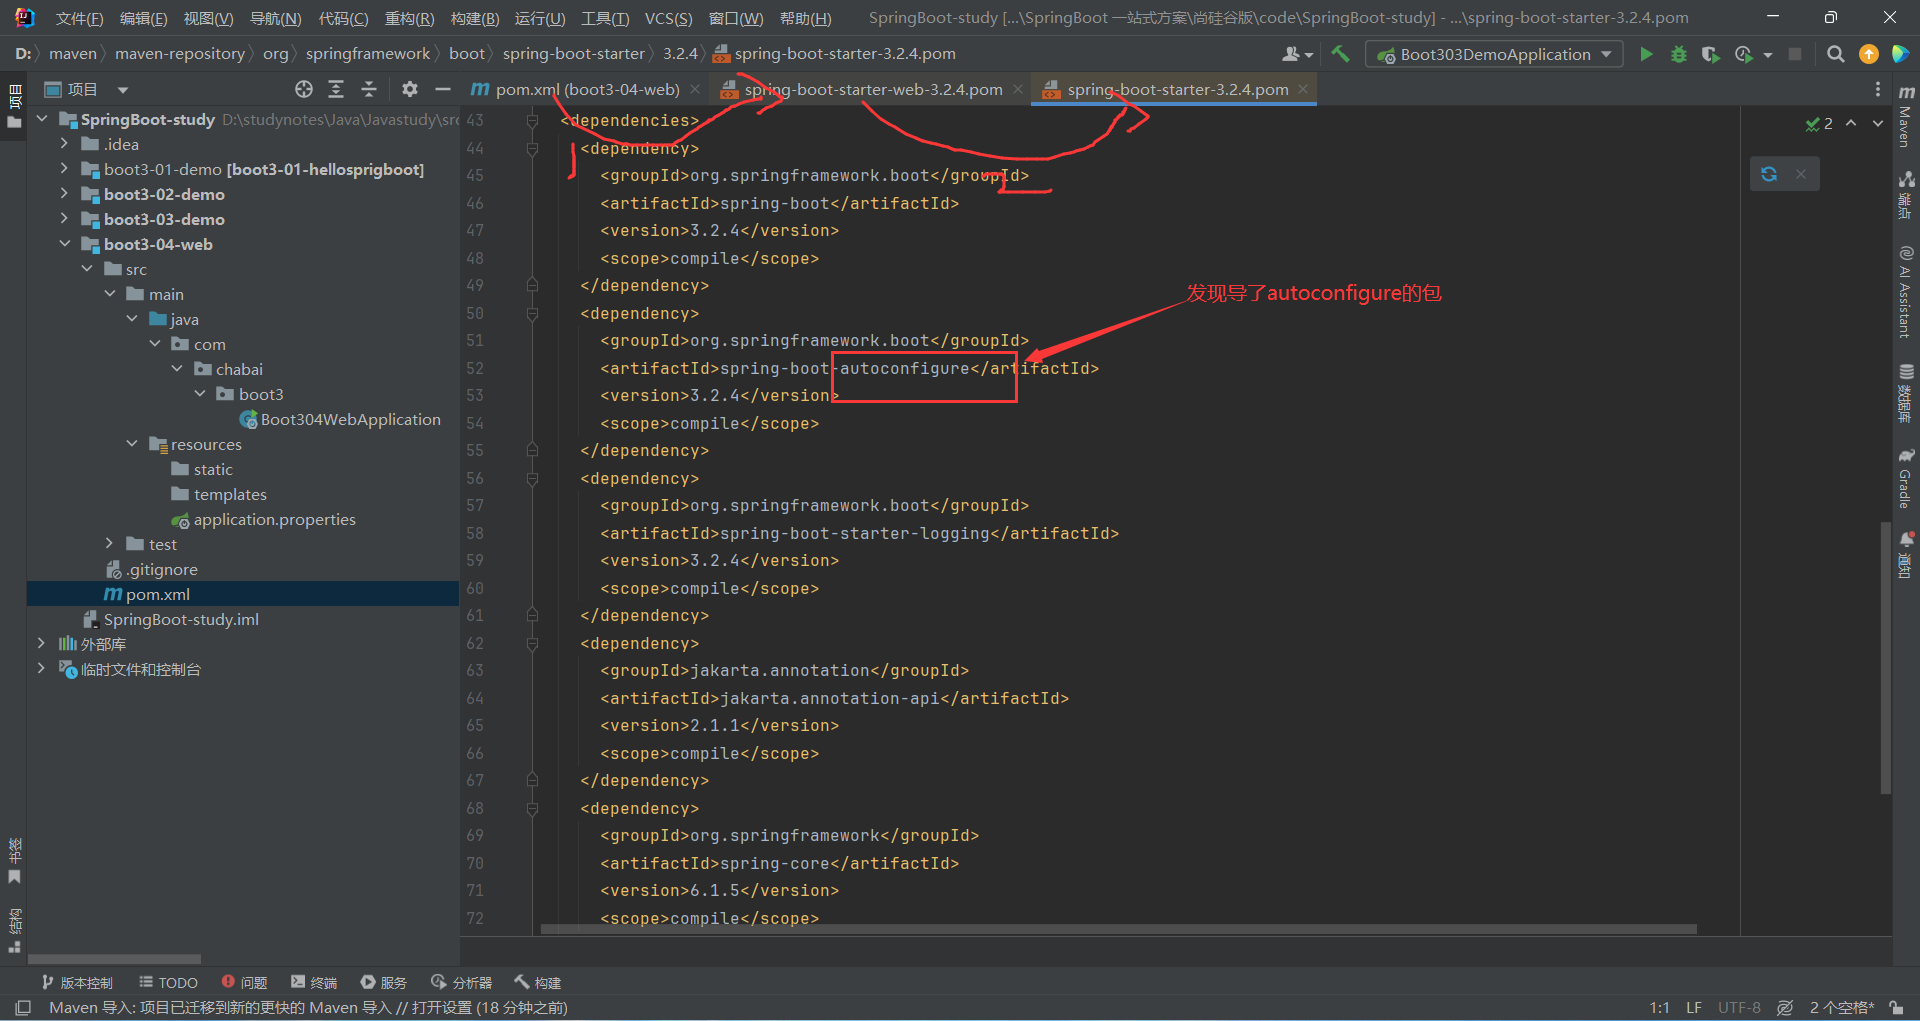 文件(F) 编辑(E) 视图(V) 导航(N) 代码(C) 重构(R) 构建(B) 运行(U) 工具(T) VCS(S) 窗口(W) 帮助(H) SpringBoot-study [...\SpringBoot 一站式方案\尚硅谷版\code\SpringBoot-study] - ...\spring-boot-starter-3.2.4.pom
D: maven maven-repository org springframework boot spring-boot-starter 3.2.4 spring-boot-starter-3.2.4.pom Boot303DemoApplication
项目 pom.xml (boot3-04-web) spring-boot-starter-web-3.2.4.pom spring-boot-starter-3.2.4.pom
项目
SpringBoot-study D:\studynotes\Java\Javastudy\src
.idea
boot3-01-demo [boot3-01-hellosprigboot]
boot3-02-demo
boot3-03-demo
boot3-04-web
src
main
java
com
chabai
boot3
Boot304WebApplication
resources
static
templates
application.properties
test
.gitignore
pom.xml
SpringBoot-study.iml
外部库
临时文件和控制台
书签
结构
43 <dependencies>
44 <dependency>
45 <groupId>org.springframework.boot</groupId>
46 <artifactId>spring-boot</artifactId>
47 <version>3.2.4</version>
48 <scope>compile</scope>
49 </dependency>
50 <dependency>
51 <groupId>org.springframework.boot</groupId>
52 <artifactId>spring-boot-autoconfigure</artifactId>
53 <version>3.2.4</version>
54 <scope>compile</scope>
55 </dependency>
56 <dependency>
57 <groupId>org.springframework.boot</groupId>
58 <artifactId>spring-boot-starter-logging</artifactId>
59 <version>3.2.4</version>
60 <scope>compile</scope>
61 </dependency>
62 <dependency>
63 <groupId>jakarta.annotation</groupId>
64 <artifactId>jakarta.annotation-api</artifactId>
65 <version>2.1.1</version>
66 <scope>compile</scope>
67 </dependency>
68 <dependency>
69 <groupId>org.springframework</groupId>
70 <artifactId>spring-core</artifactId>
71 <version>6.1.5</version>
72 <scope>compile</scope>
发现导了autoconfigure的包
2
Maven
端点
AI Assistant
数据库
Gradle
通知
版本控制 TODO 问题 终端 服务 分析器 构建
Maven 导入: 项目已迁移到新的更快的 Maven 导入 // 打开设置 (18 分钟之前) 1:1 LF UTF-8 2 个空格*